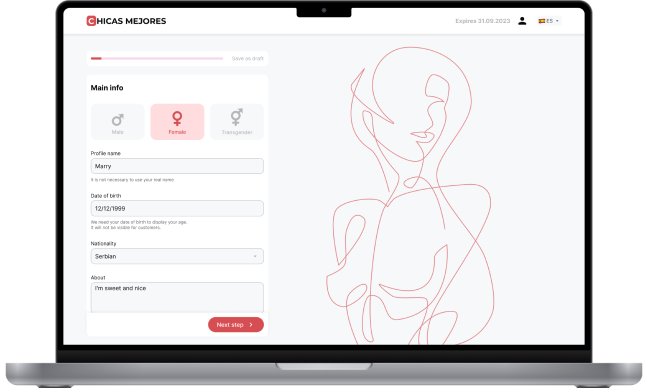 CHICAS MEJORES
Expires 31.09.2023
ES
Save as draft
Main info
Male
Female
Transgender
Profile name
Marry
It is not necessary to use your real name
Date of birth
12/12/1999
We need your date of birth to display your age.
It will not be visible for customers.
Nationality
Serbian
About
I'm sweet and nice
Next step